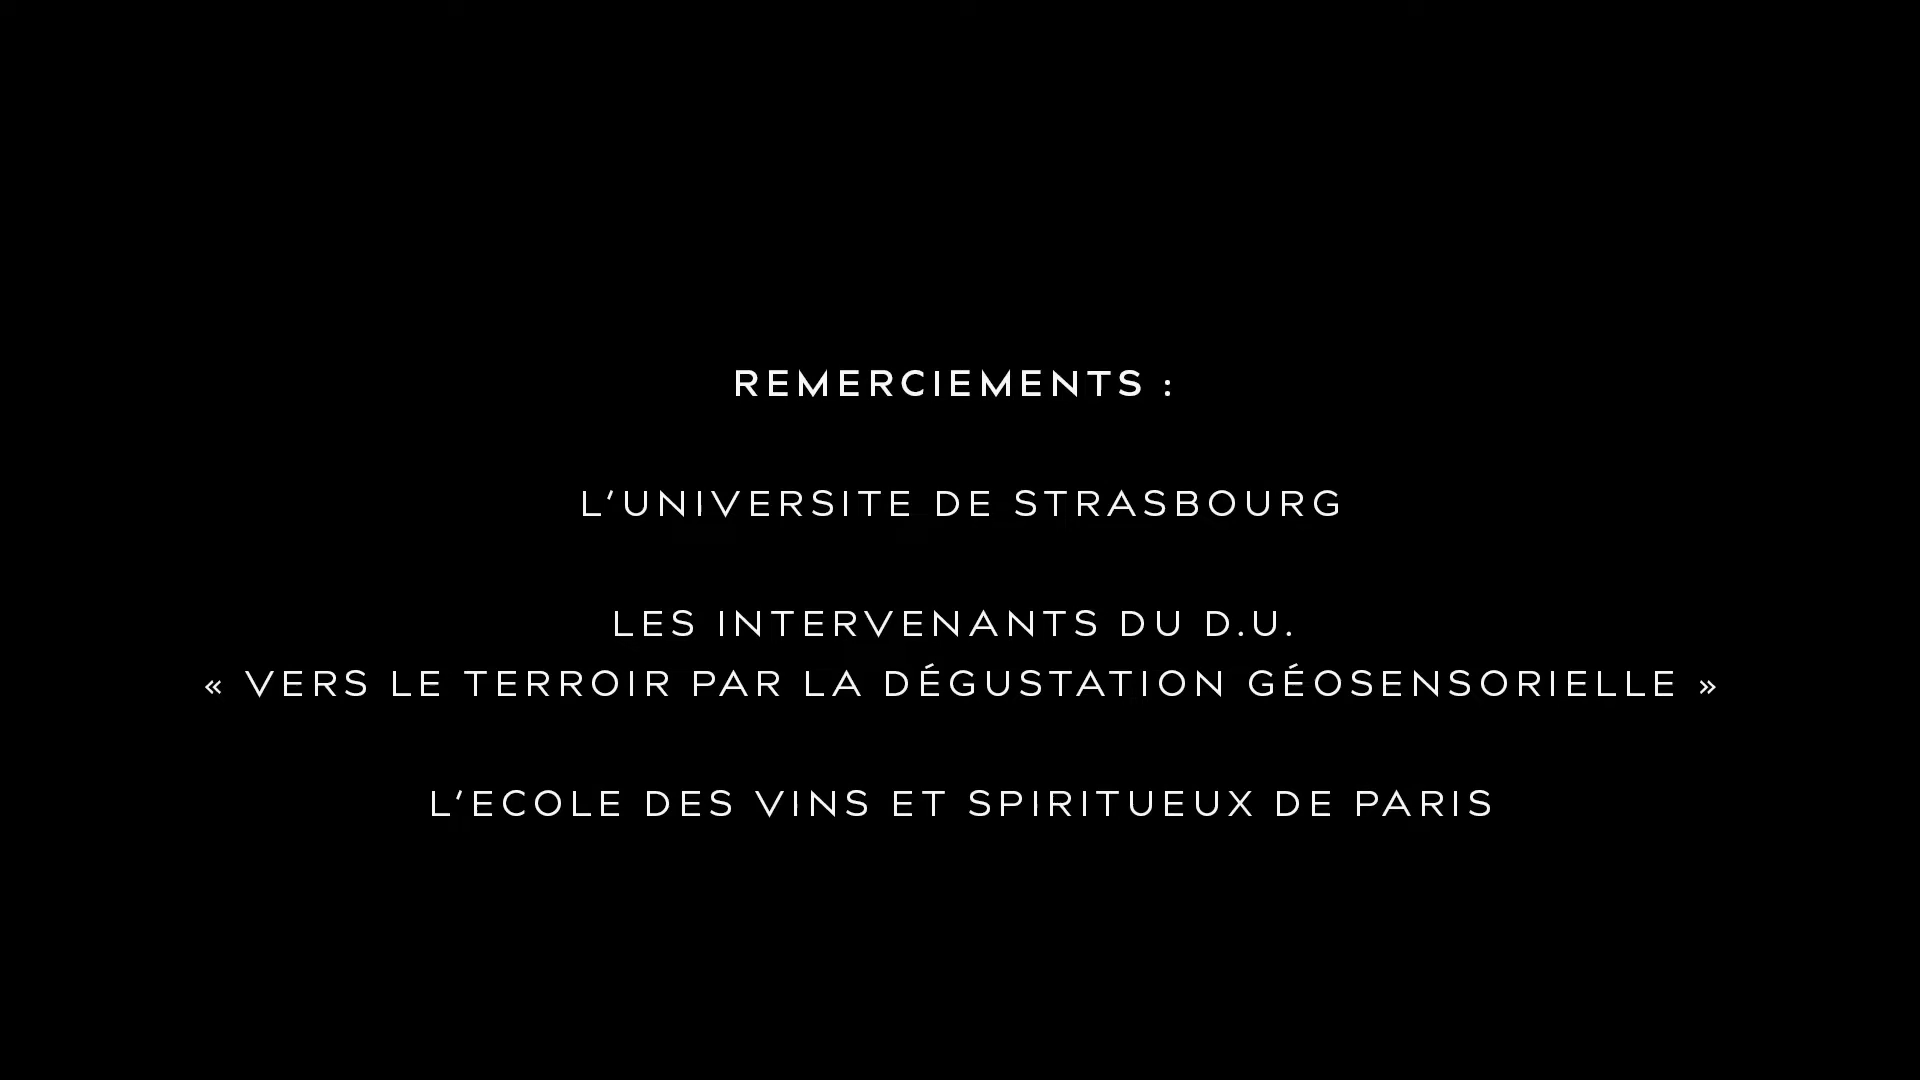 REMERCIEMENTS :
L'UNIVERSITE DE STRASBOURG
LES INTERVENANTS DU D.U.
« VERS LE TERROIR PAR LA DÉGUSTATION GÉOSENSORIELLE »
L'ECOLE DES VINS ET SPIRITUEUX DE PARIS